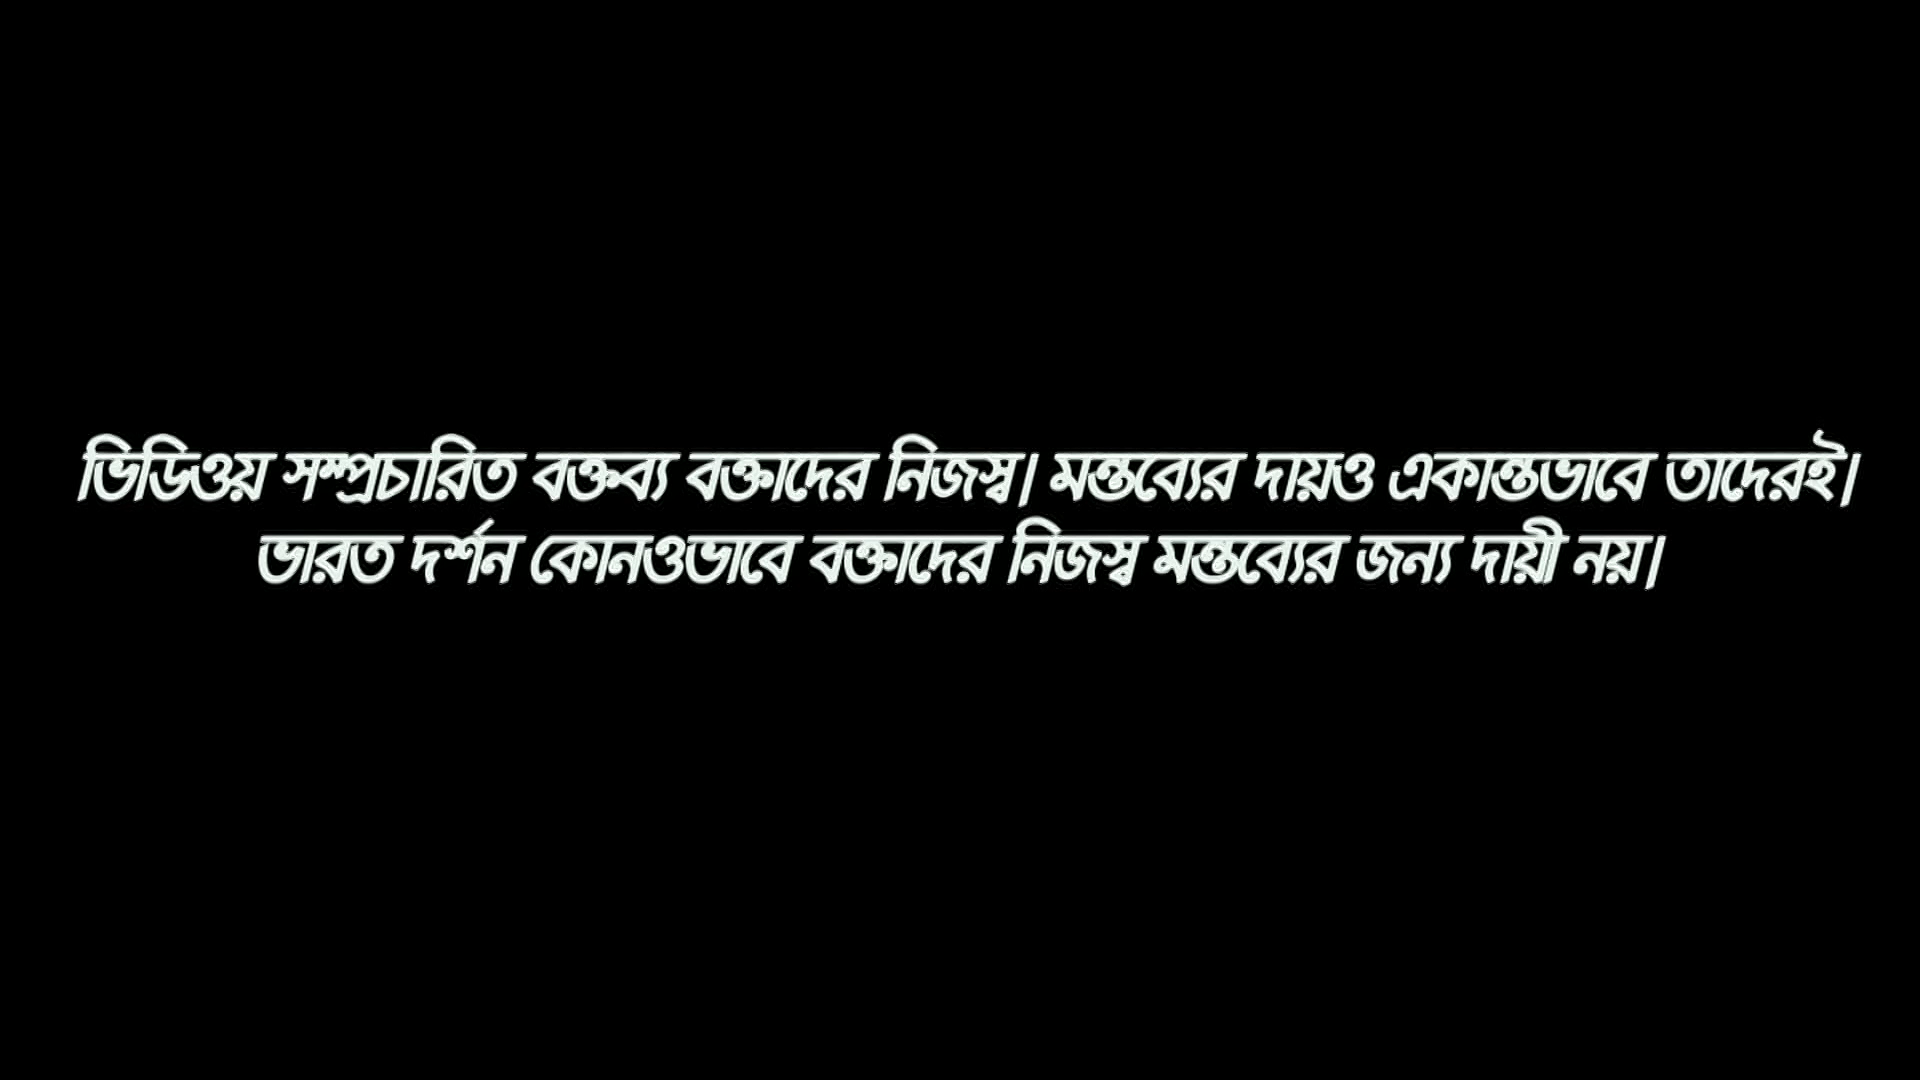 ভিডিওয় সম্প্রচারিত বক্তব্য বক্তাদের নিজস্ব। মন্তব্যের দায়ও একান্তভাবে তাদেরই।
ভারত দর্শন কোনওভাবে বক্তাদের নিজস্ব মন্তব্যের জন্য দায়ী নয়।